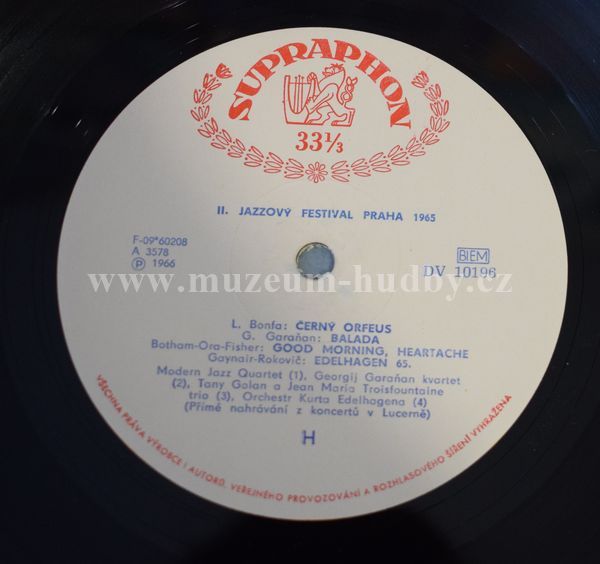 SUPRAPHON
33⅓
II. JAZZOVÝ FESTIVAL PRAHA 1965
F-09*60208
A 3578
Ⓟ 1966
BIEM
DV 10196
www.muzeum-hudby.cz
L. Bonfa: ČERNÝ ORFEUS
G. Garaňan: BALADA
Botham-Ora-Fisher: GOOD MORNING, HEARTACHE
Gaynair-Rokovič: EDELHAGEN 65.
Modern Jazz Quartet (1), Georgij Garaňan kvartet
(2), Tany Golan a Jean Maria Troisfountaine
trio (3), Orchestr Kurta Edelhagena (4)
(Přímé nahrávání z koncertů v Lucerně)
H
VŠECHNA PRÁVA VÝROBCE I AUTORŮ, VEŘEJNÉHO PROVOZOVÁNÍ A ROZHLASOVÉHO ŠÍŘENÍ VYHRAŽENA